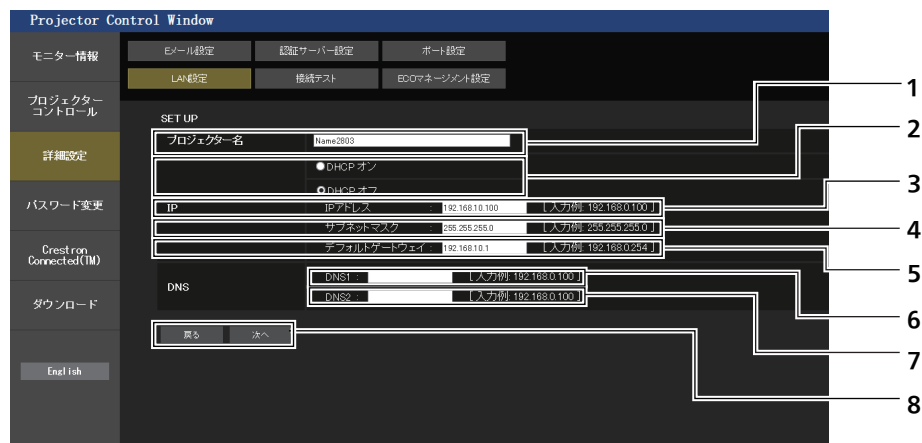 Projector Control Window
モニター情報
プロジェクター
コントロール
詳細設定
パスワード変更
Crestron
Connected(TM)
ダウンロード
English
Eメール設定 認証サーバー設定 ポート設定
LAN設定 接続テスト ECOマネージメント設定
SET UP
プロジェクター名 Name2803
DHCP オン
DHCP オフ
IP IPアドレス : 192.168.10.100 [ 入力例: 192.168.0.100 ]
サブネットマスク : 255.255.255.0 [ 入力例: 255.255.255.0 ]
デフォルトゲートウェイ : 192.168.10.1 [ 入力例: 192.168.0.254 ]
DNS
DNS1 : [ 入力例: 192.168.0.100 ]
DNS2 : [ 入力例: 192.168.0.100 ]
戻る 次へ
1
2
3
4
5
6
7
8